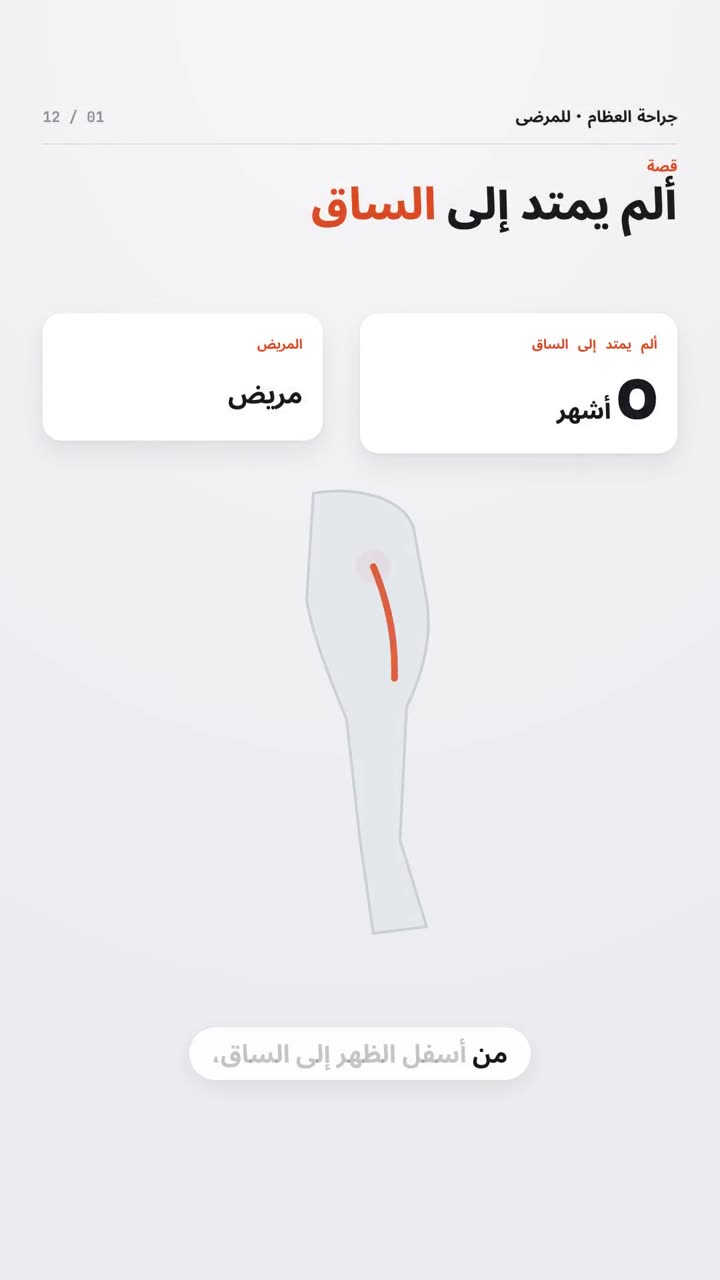 جراحة العظام • للمرضى
12 / 01
قصة
ألم يمتد إلى الساق
ألم يمتد إلى الساق
0 أشهر
المريض
مريض
من أسفل الظهر إلى الساق،